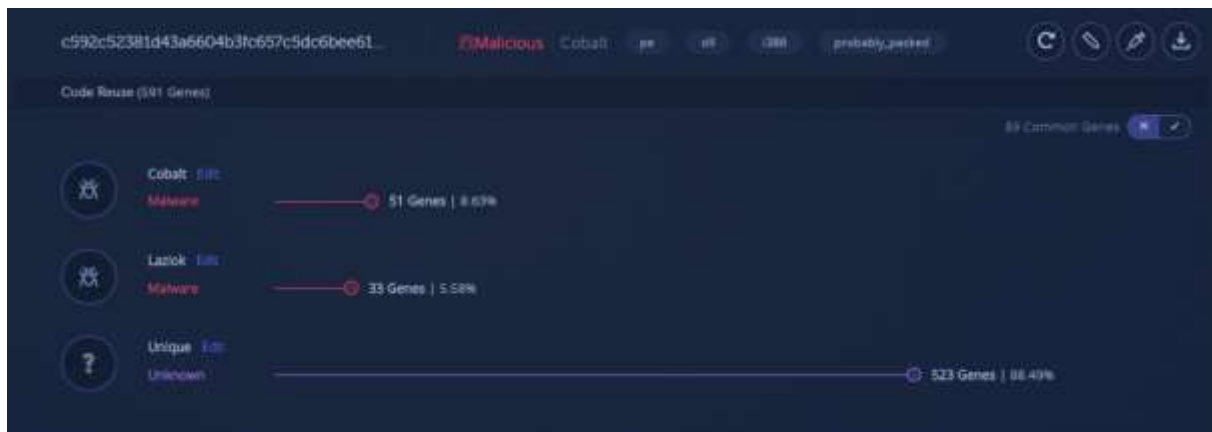 c592c52381d43a6604b3fc657c5dc6bee61... Malicious Cobalt pe dll i386 probably_packed
Code Reuse (591 Genes)
89 Common Genes
Cobalt Edit
Malware 51 Genes | 8.63%
Laziok Edit
Malware 33 Genes | 5.58%
Unique Edit
Unknown 523 Genes | 88.49%